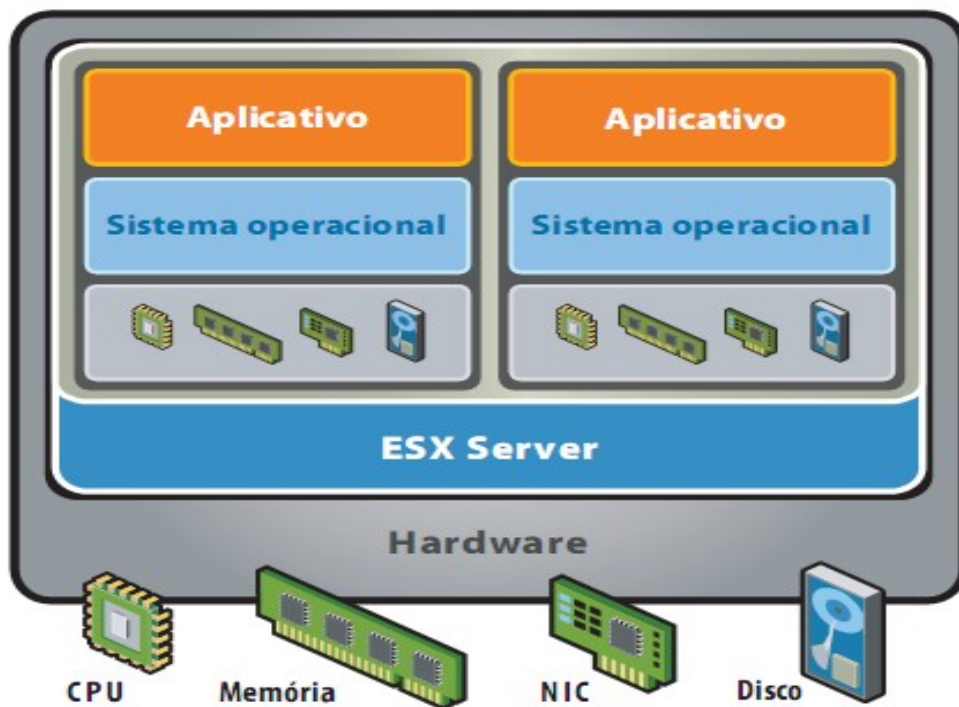 Aplicativo
Aplicativo
Sistema operacional
Sistema operacional
ESX Server
Hardware
CPU
Memória
NIC
Disco